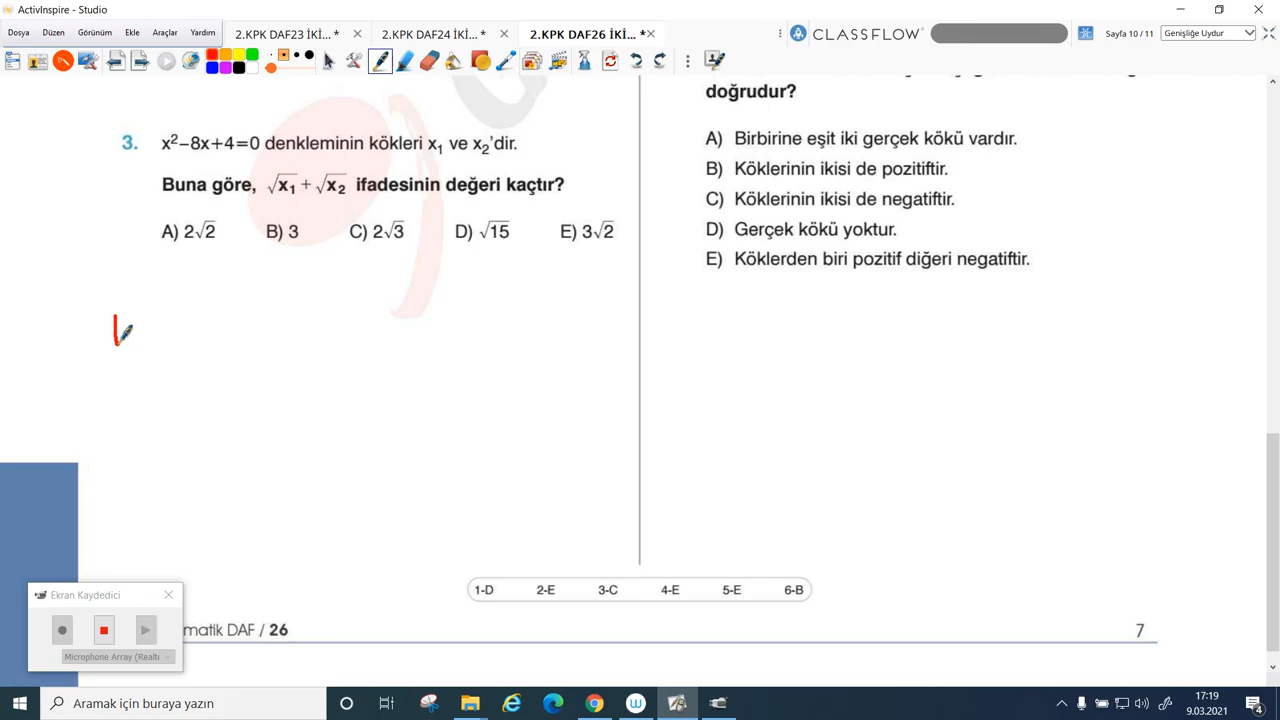 ActivInspire - Studio
Dosya Düzen Görünüm Ekle Araçlar Yardım
2.KPK DAF23 İKİ... *
2.KPK DAF24 İKİ... *
2.KPK DAF26 İKİ... *
CLASSFLOW
Sayfa 10 / 11
Genişliğe Uydur
3. x²–8x+4=0 denkleminin kökleri x₁ ve x₂'dir.
Buna göre, √x₁ + √x₂ ifadesinin değeri kaçtır?
A) 2√2 B) 3 C) 2√3 D) √15 E) 3√2
doğrudur?
A) Birbirine eşit iki gerçek kökü vardır.
B) Köklerinin ikisi de pozitiftir.
C) Köklerinin ikisi de negatiftir.
D) Gerçek kökü yoktur.
E) Köklerden biri pozitif diğeri negatiftir.
1-D 2-E 3-C 4-E 5-E 6-B
matik DAF / 26
7
Ekran Kaydedici
Microphone Array (Realte
Aramak için buraya yazın
17:19
9.03.2021
4